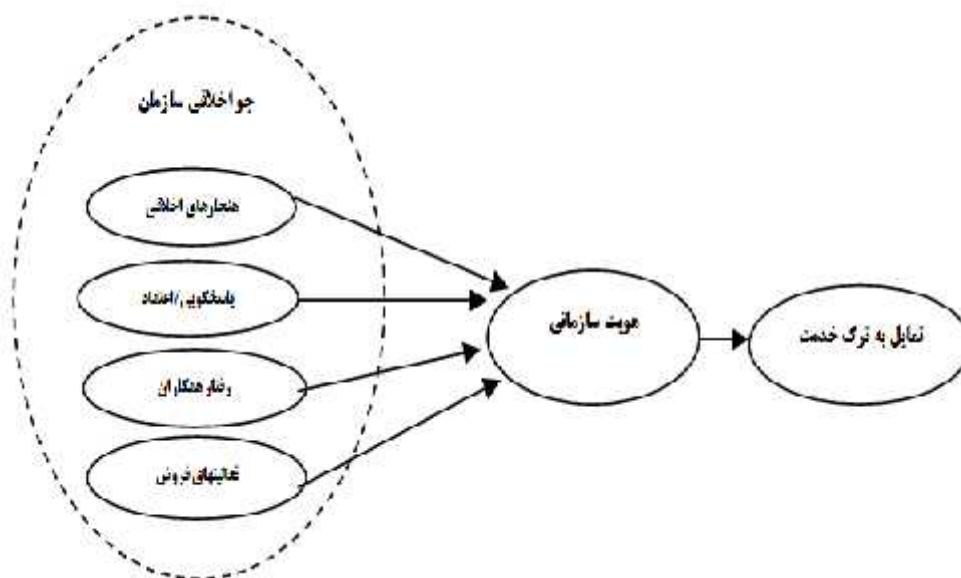 جو اخلاقی سازمان
هنجارهای اخلاقی
پاسخگویی/اعتماد
رفتار همکاران
فعالیتهای فروش
هویت سازمانی
تمایل به ترک خدمت